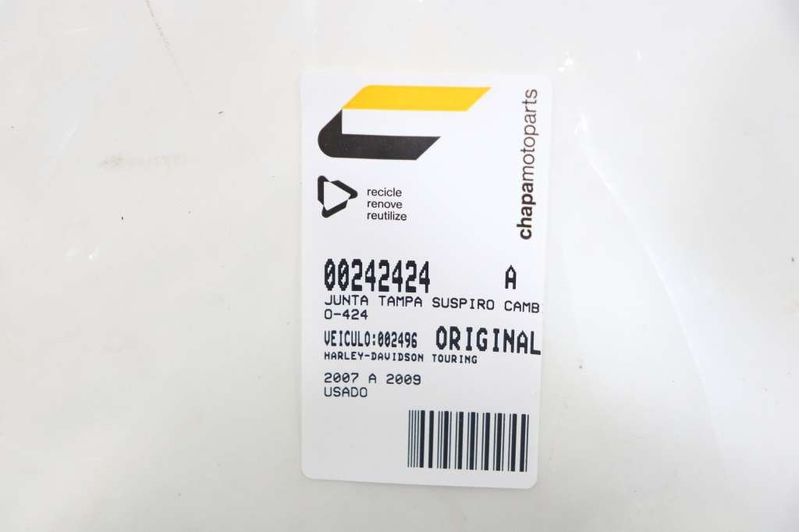 chapamotoparts
recicle
renove
reutilize
00242424 A
JUNTA TAMPA SUSPIRO CAMB
O-424
VEICULO:002496 ORIGINAL
HARLEY-DAVIDSON TOURING
2007 A 2009
USADO